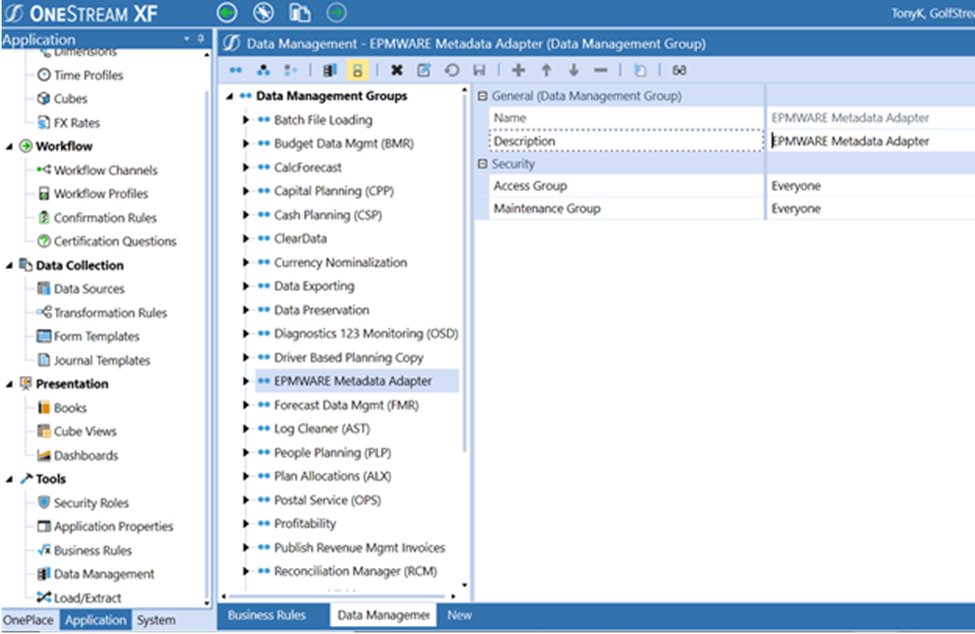 ONESTREAM XF
TonyK, GolfStrea
Application
Dimensions
Time Profiles
Cubes
FX Rates
Workflow
Workflow Channels
Workflow Profiles
Confirmation Rules
Certification Questions
Data Collection
Data Sources
Transformation Rules
Form Templates
Journal Templates
Presentation
Books
Cube Views
Dashboards
Tools
Security Roles
Application Properties
Business Rules
Data Management
Load/Extract
OnePlace Application System
Data Management - EPMWARE Metadata Adapter (Data Management Group)
Data Management Groups
Batch File Loading
Budget Data Mgmt (BMR)
CalcForecast
Capital Planning (CPP)
Cash Planning (CSP)
ClearData
Currency Nominalization
Data Exporting
Data Preservation
Diagnostics 123 Monitoring (OSD)
Driver Based Planning Copy
EPMWARE Metadata Adapter
Forecast Data Mgmt (FMR)
Log Cleaner (AST)
People Planning (PLP)
Plan Allocations (ALX)
Postal Service (OPS)
Profitability
Publish Revenue Mgmt Invoices
Reconciliation Manager (RCM)
General (Data Management Group)
Name EPMWARE Metadata Adapter
Description EPMWARE Metadata Adapter
Security
Access Group Everyone
Maintenance Group Everyone
Business Rules Data Managemer New